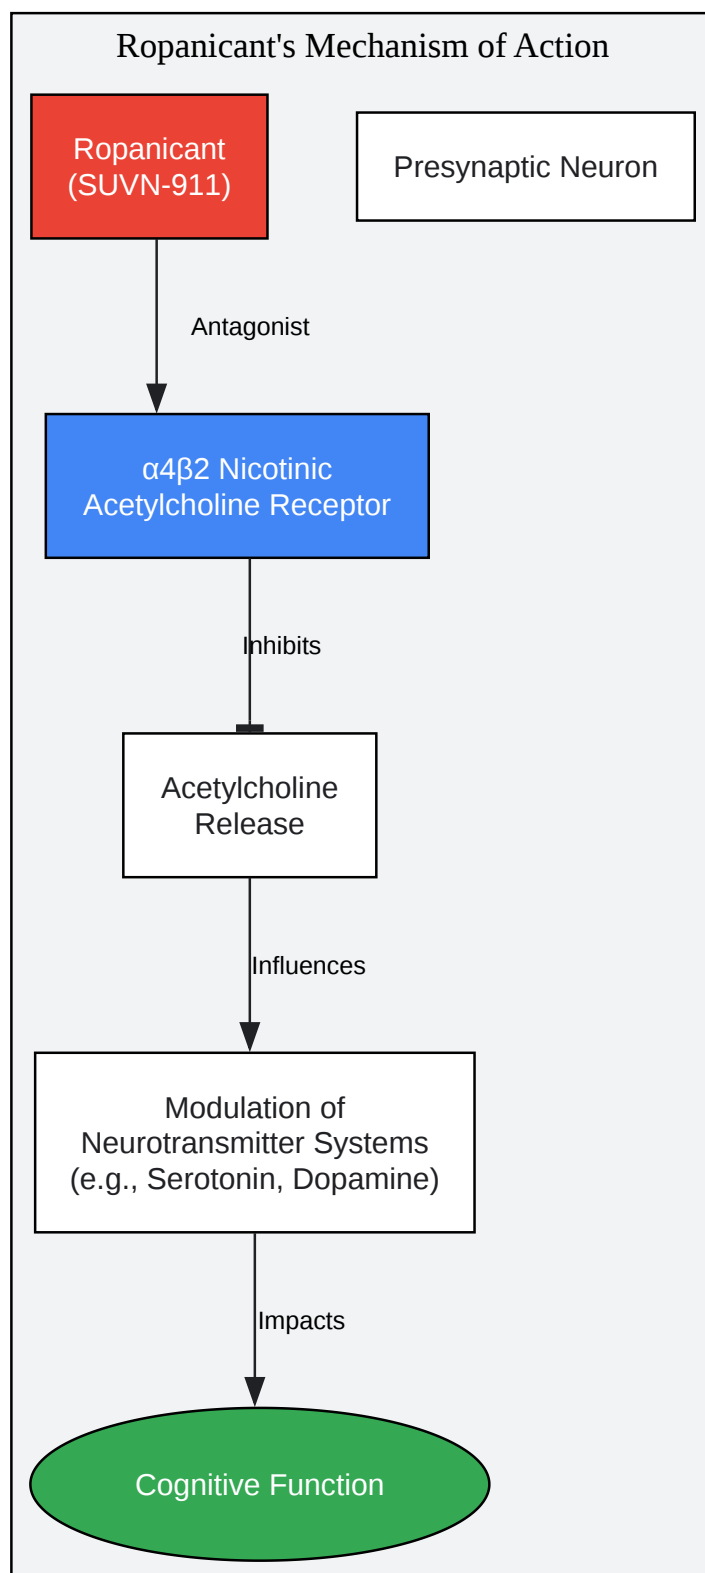 Ropanicant's Mechanism of Action
Ropanicant
(SUVN-911)
Presynaptic Neuron
Antagonist
α4β2 Nicotinic
Acetylcholine Receptor
Inhibits
Acetylcholine
Release
Influences
Modulation of
Neurotransmitter Systems
(e.g., Serotonin, Dopamine)
Impacts
Cognitive Function